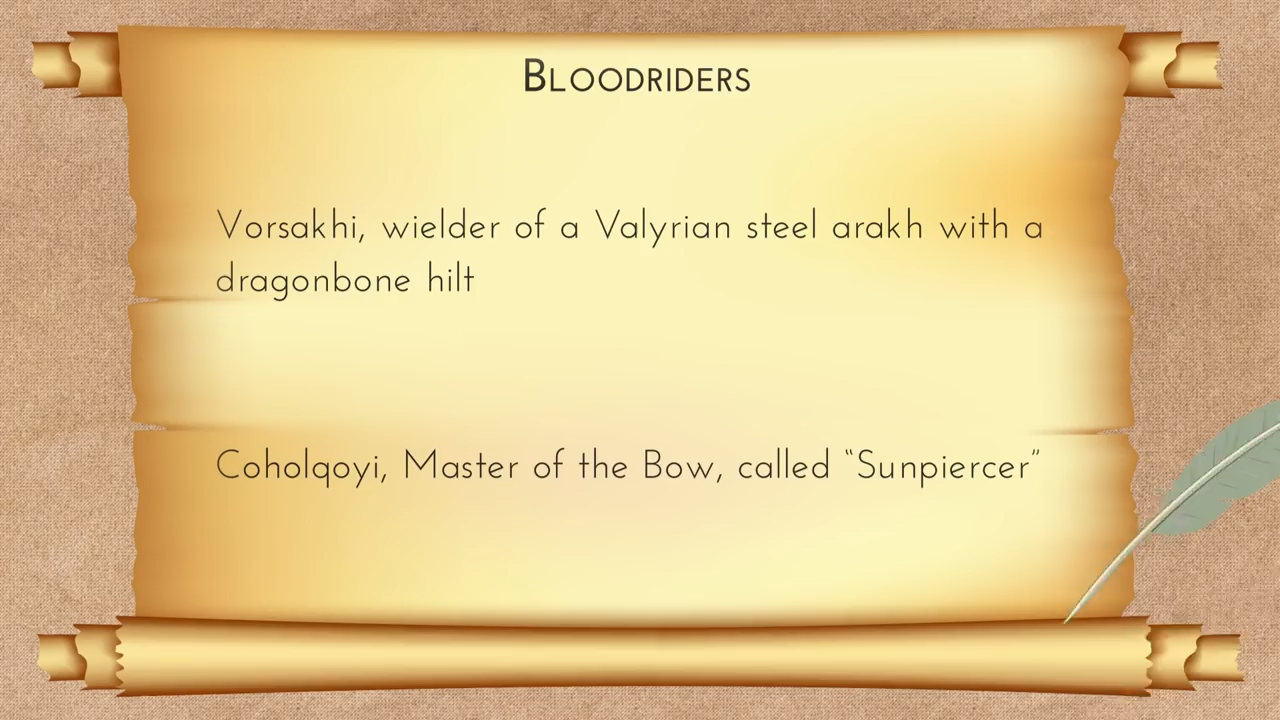 Bloodriders
Vorsakhi, wielder of a Valyrian steel arakh with a
dragonbone hilt
Coholqoyi, Master of the Bow, called “Sunpiercer”